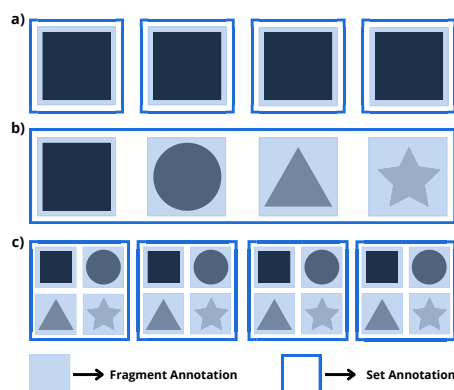 a)
b)
c)
Fragment Annotation
Set Annotation